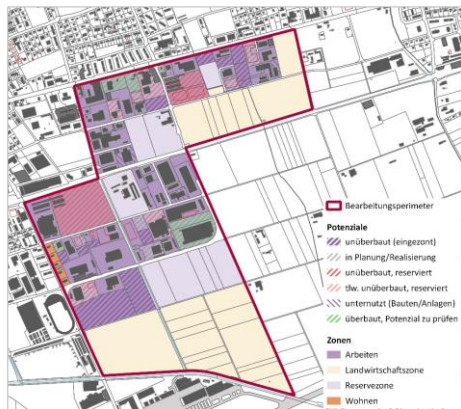 Bearbeitungsperimeter
Potenziale
unüberbaut (eingezont)
in Planung/Realisierung
unüberbaut, reserviert
tlw. unüberbaut, reserviert
unternutzt (Bauten/Anlagen)
überbaut, Potenzial zu prüfen
Zonen
Arbeiten
Landwirtschaftszone
Reservezone
Wohnen